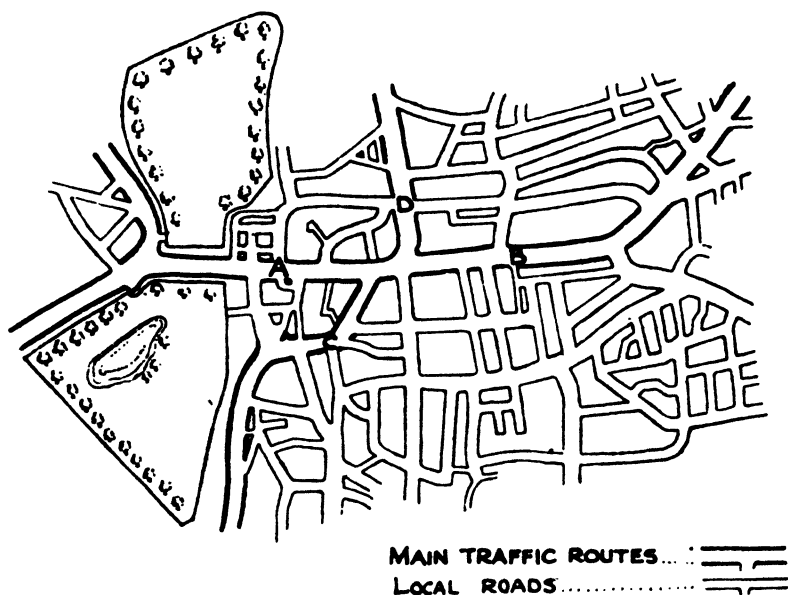 D
A.
B
MAIN TRAFFIC ROUTES...
LOCAL ROADS..............